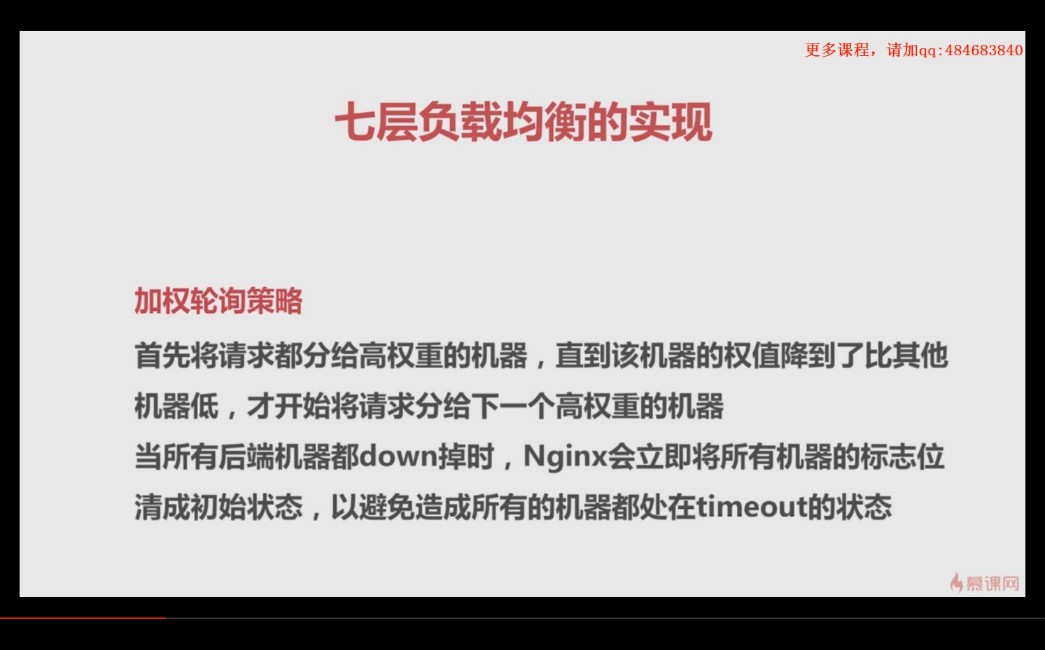 更多课程，请加qq:484683840
七层负载均衡的实现
加权轮询策略
首先将请求都分给高权重的机器，直到该机器的权值降到了比其他
机器低，才开始将请求分给下一个高权重的机器
当所有后端机器都down掉时，Nginx会立即将所有机器的标志位
清成初始状态，以避免造成所有的机器都处在timeout的状态
慕课网